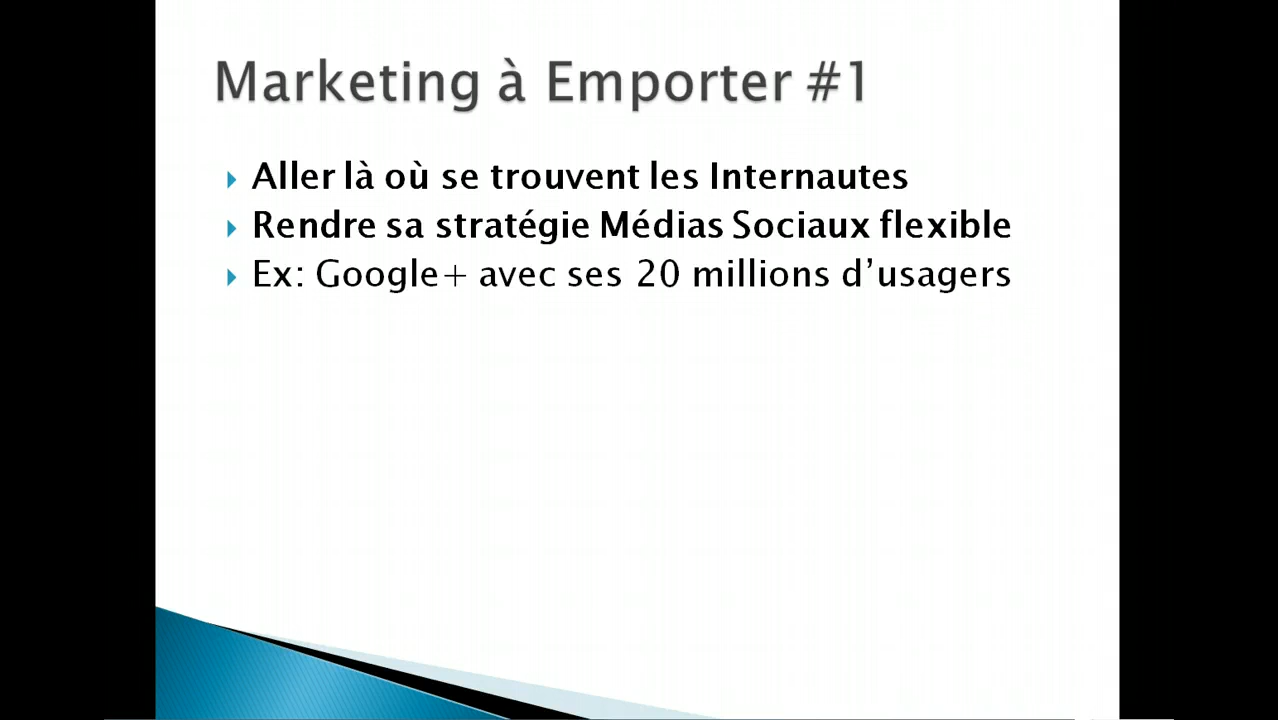 Marketing à Emporter #1
Aller là où se trouvent les Internautes
Rendre sa stratégie Médias Sociaux flexible
Ex: Google+ avec ses 20 millions d’usagers